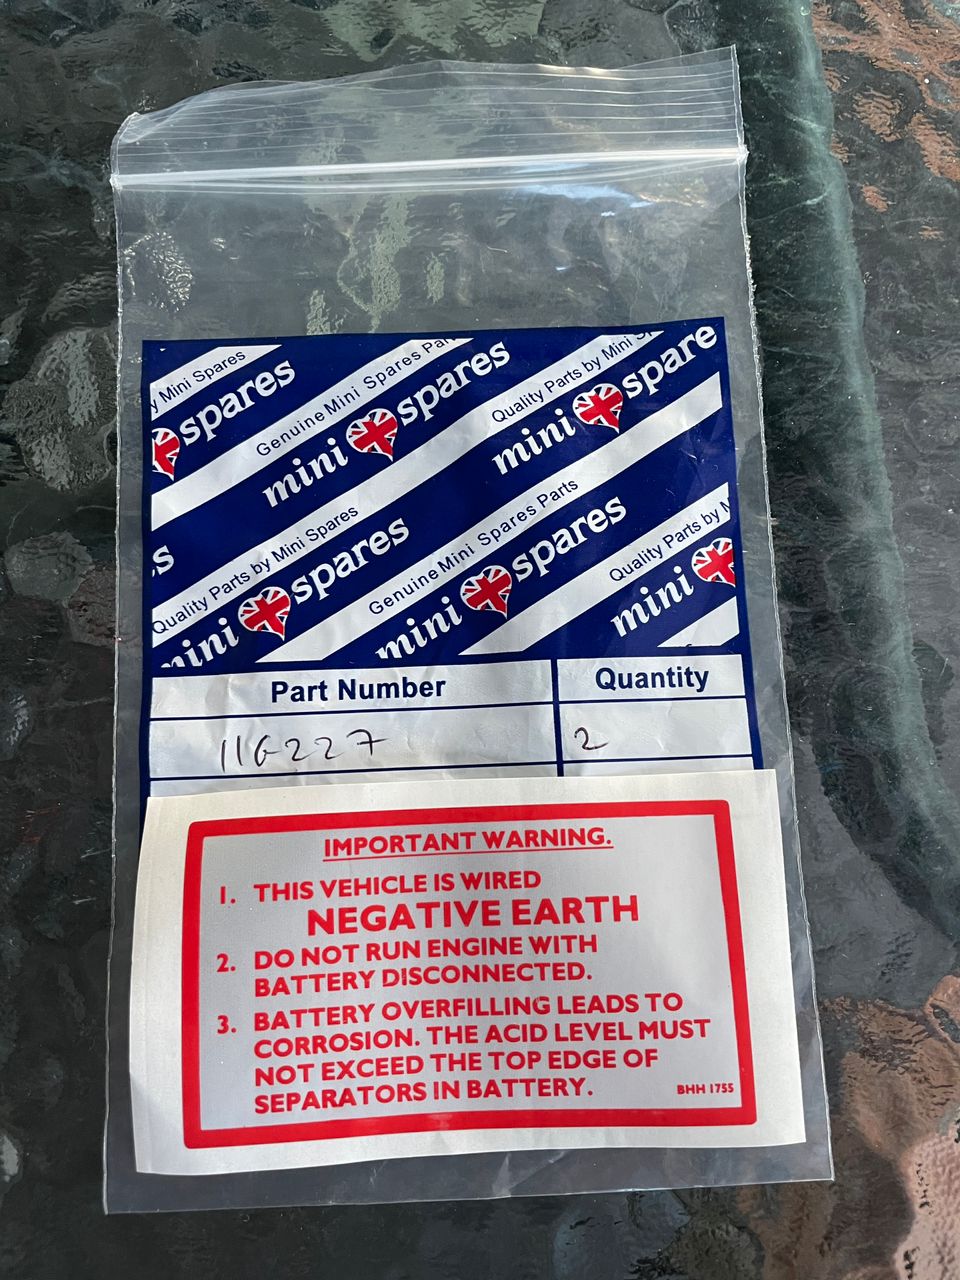 y Mini Spares
spares
Genuine Mini Spares Par
mini spares
Quality Parts by Mini S
mini spare
s
Quality Parts by Mini Spares
mini spares
Genuine Mini Spares Parts
mini spares
Quality Parts by M
mini
Part Number
Quantity
11G227
2
IMPORTANT WARNING.
1. THIS VEHICLE IS WIRED
NEGATIVE EARTH
2. DO NOT RUN ENGINE WITH
BATTERY DISCONNECTED.
3. BATTERY OVERFILLING LEADS TO
CORROSION. THE ACID LEVEL MUST
NOT EXCEED THE TOP EDGE OF
SEPARATORS IN BATTERY.
BHH 1755